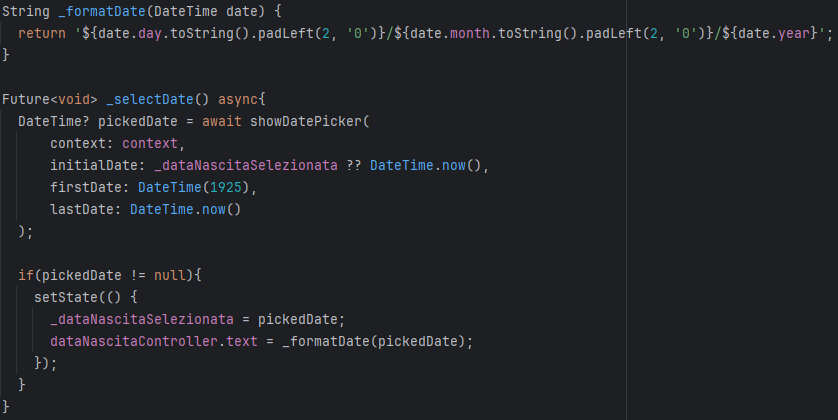 String _formatDate(DateTime date) {
  return '${date.day.toString().padLeft(2, '0')}/${date.month.toString().padLeft(2, '0')}/${date.year}';
}

Future<void> _selectDate() async{
  DateTime? pickedDate = await showDatePicker(
      context: context,
      initialDate: _dataNascitaSelezionata ?? DateTime.now(),
      firstDate: DateTime(1925),
      lastDate: DateTime.now()
  );

  if(pickedDate != null){
    setState(() {
      _dataNascitaSelezionata = pickedDate;
      dataNascitaController.text = _formatDate(pickedDate);
    });
  }
}